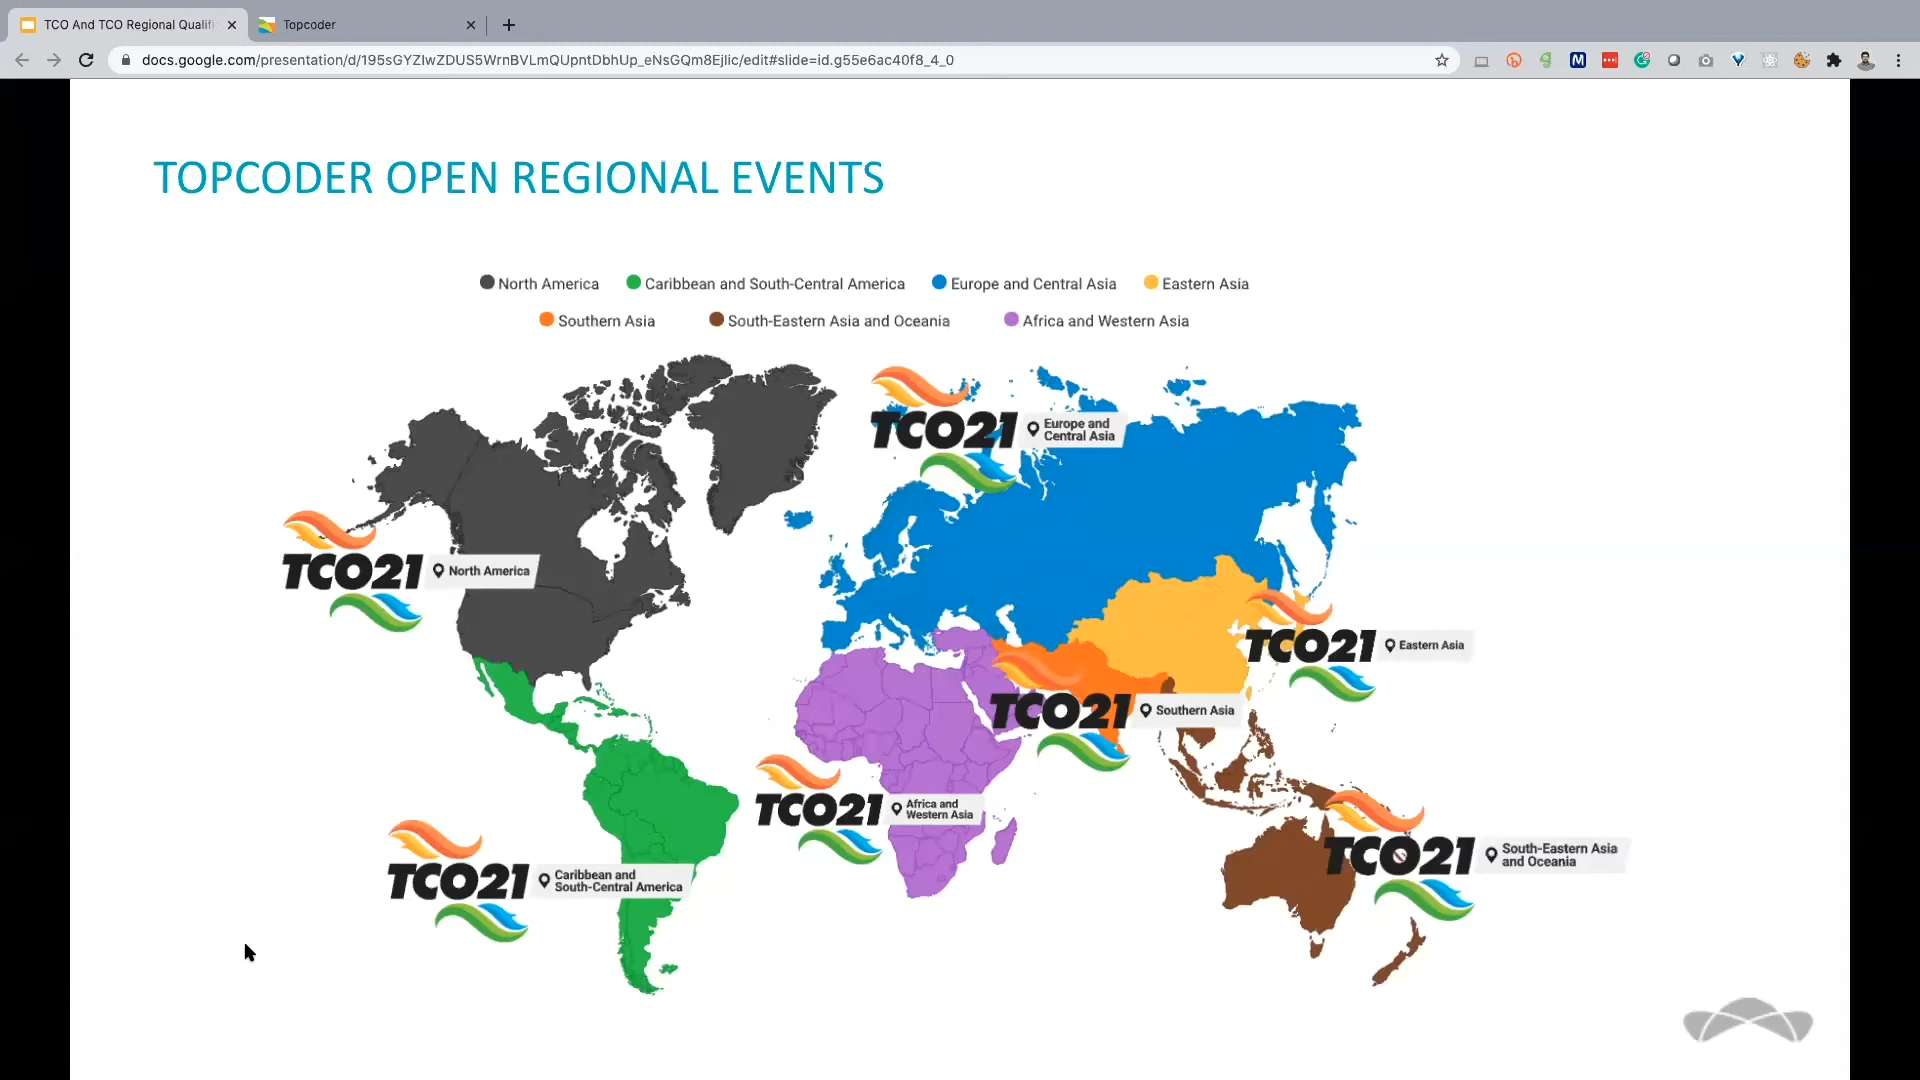 TCO And TCO Regional Qualifi
Topcoder
docs.google.com/presentation/d/195sGYZIwZDUS5WrnBVLmQUpntDbhUp_eNsGQm8Ejlic/edit#slide=id.g55e6ac40f8_4_0
TOPCODER OPEN REGIONAL EVENTS
North America
Caribbean and South-Central America
Europe and Central Asia
Eastern Asia
Southern Asia
South-Eastern Asia and Oceania
Africa and Western Asia
TCO21
Europe and
Central Asia
TCO21
North America
TCO21
Eastern Asia
TCO21
Southern Asia
TCO21
Africa and
Western Asia
TCO21
South-Eastern Asia
and Oceania
TCO21
Caribbean and
South-Central America